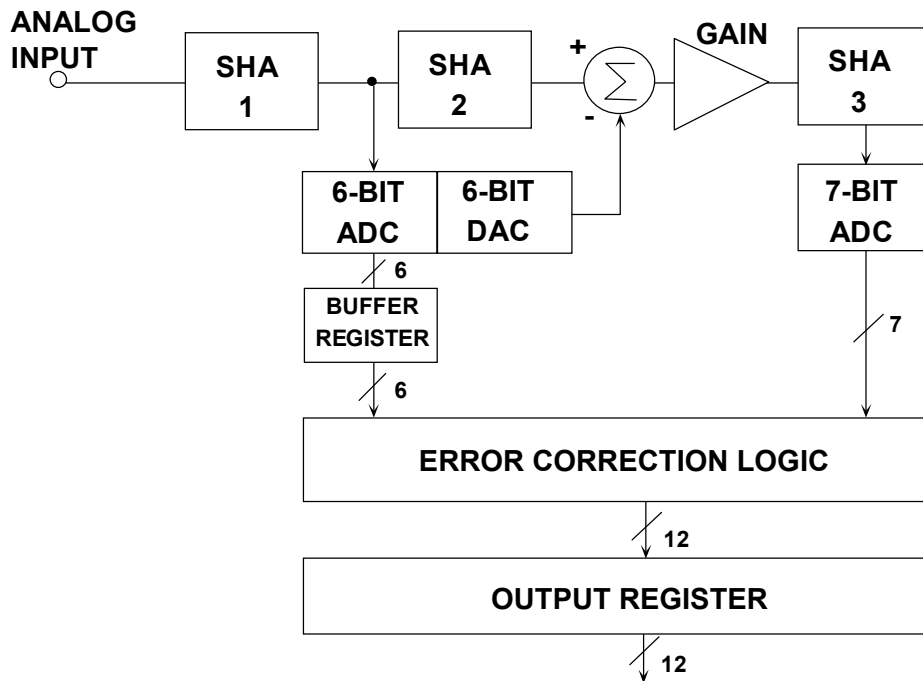 ANALOG
INPUT
SHA
1
SHA
2
+
-
Σ
GAIN
SHA
3
6-BIT
ADC
6-BIT
DAC
7-BIT
ADC
6
BUFFER
REGISTER
6
7
ERROR CORRECTION LOGIC
12
OUTPUT REGISTER
12